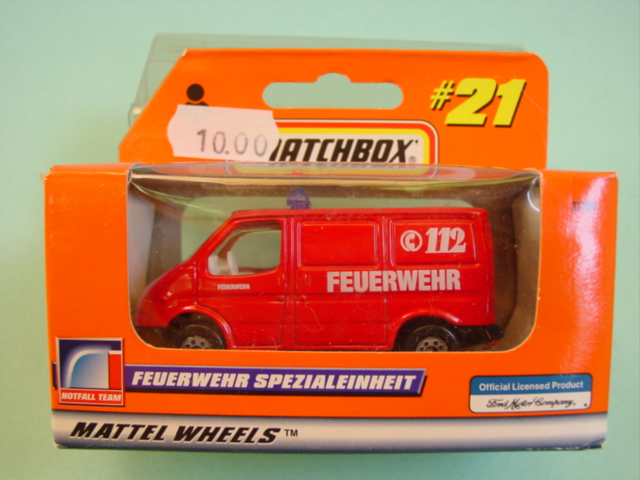 #21
10.00
MATCHBOX®
112
FEUERWEHR
FEUERWEHR
NOTFALL TEAM
FEUERWEHR SPEZIALEINHEIT
MATTEL WHEELS™
Official Licensed Product
Ford Motor Company.